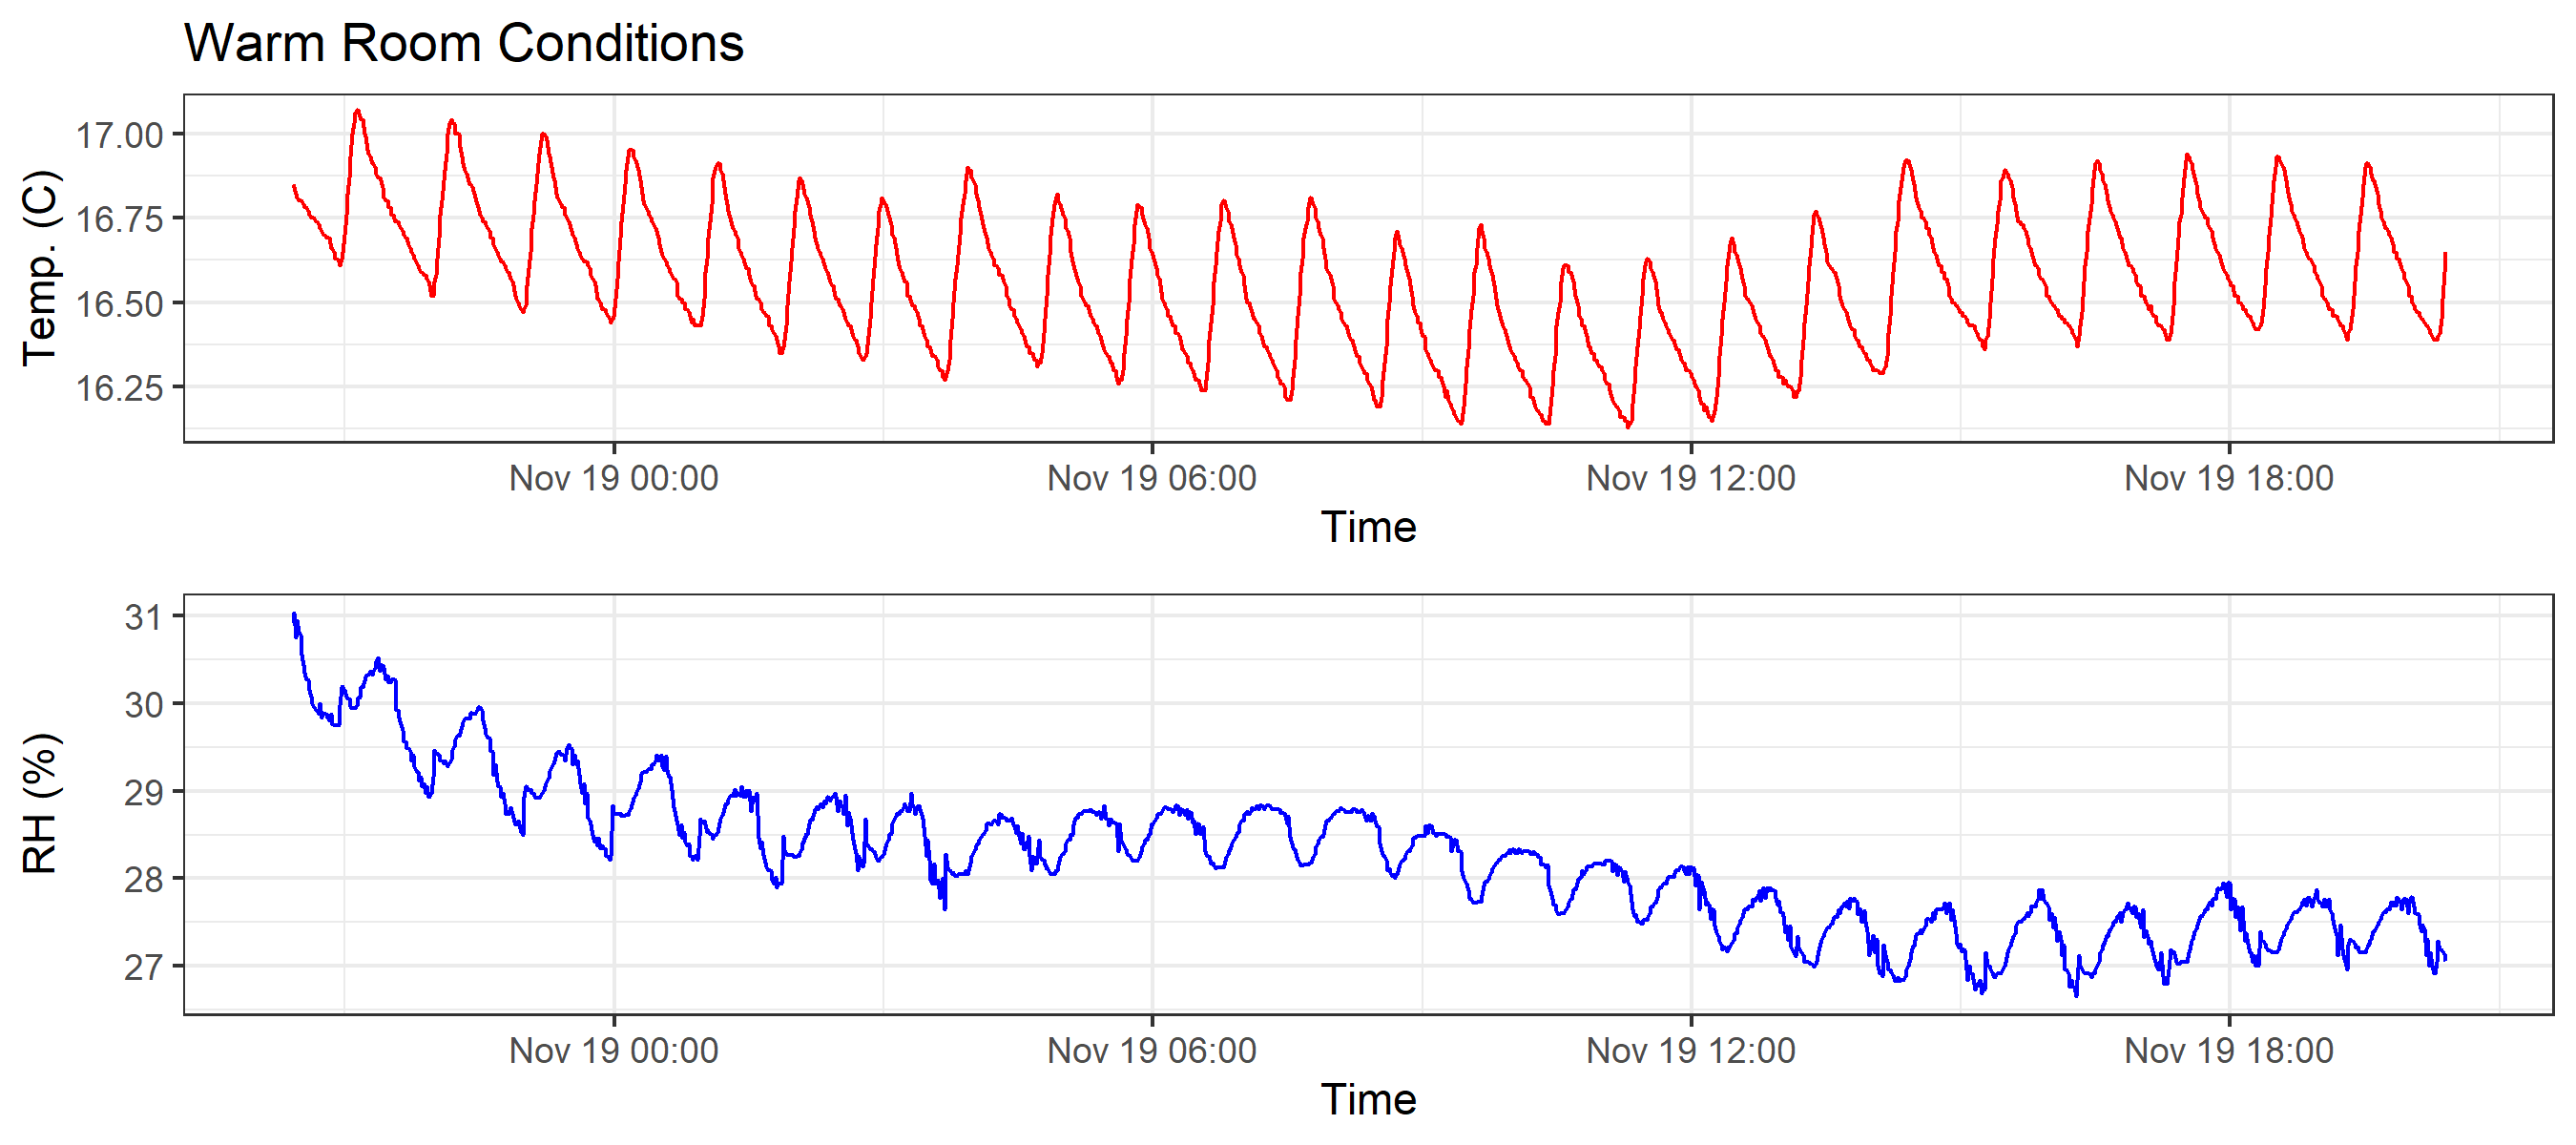 Warm Room Conditions
Temp. (C)
17.00
16.75
16.50
16.25
Nov 19 00:00 Nov 19 06:00 Nov 19 12:00 Nov 19 18:00
Time
RH (%)
31
30
29
28
27
Nov 19 00:00 Nov 19 06:00 Nov 19 12:00 Nov 19 18:00
Time